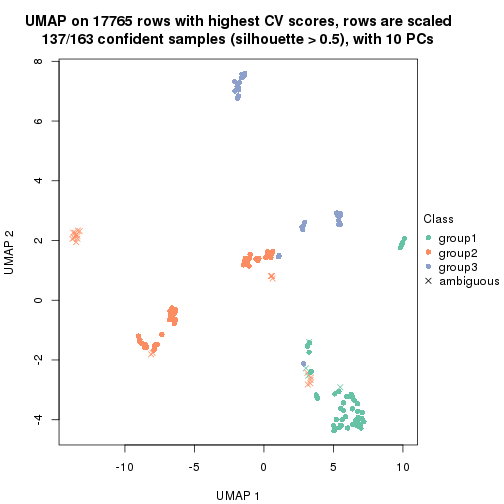 UMAP on 17765 rows with highest CV scores, rows are scaled
137/163 confident samples (silhouette > 0.5), with 10 PCs
8
6
4
2
0
-2
-4
UMAP 2
-10
-5
0
5
10
UMAP 1
Class
group1
group2
group3
ambiguous